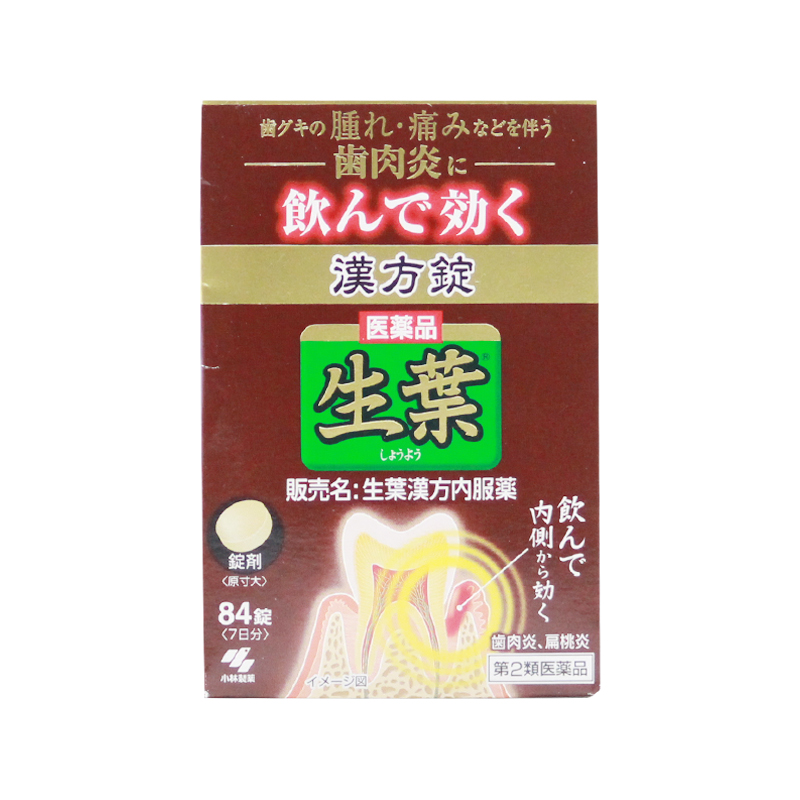 歯グキの腫れ・痛みなどを伴う
歯肉炎に
飲んで効く
漢方錠
医薬品
生葉®
しょうよう
販売名:生葉漢方内服薬
錠剤
〈原寸大〉
84錠
〈7日分〉
小林製薬
イメージ図
飲んで
内側から効く
歯肉炎、扁桃炎
第2類医薬品